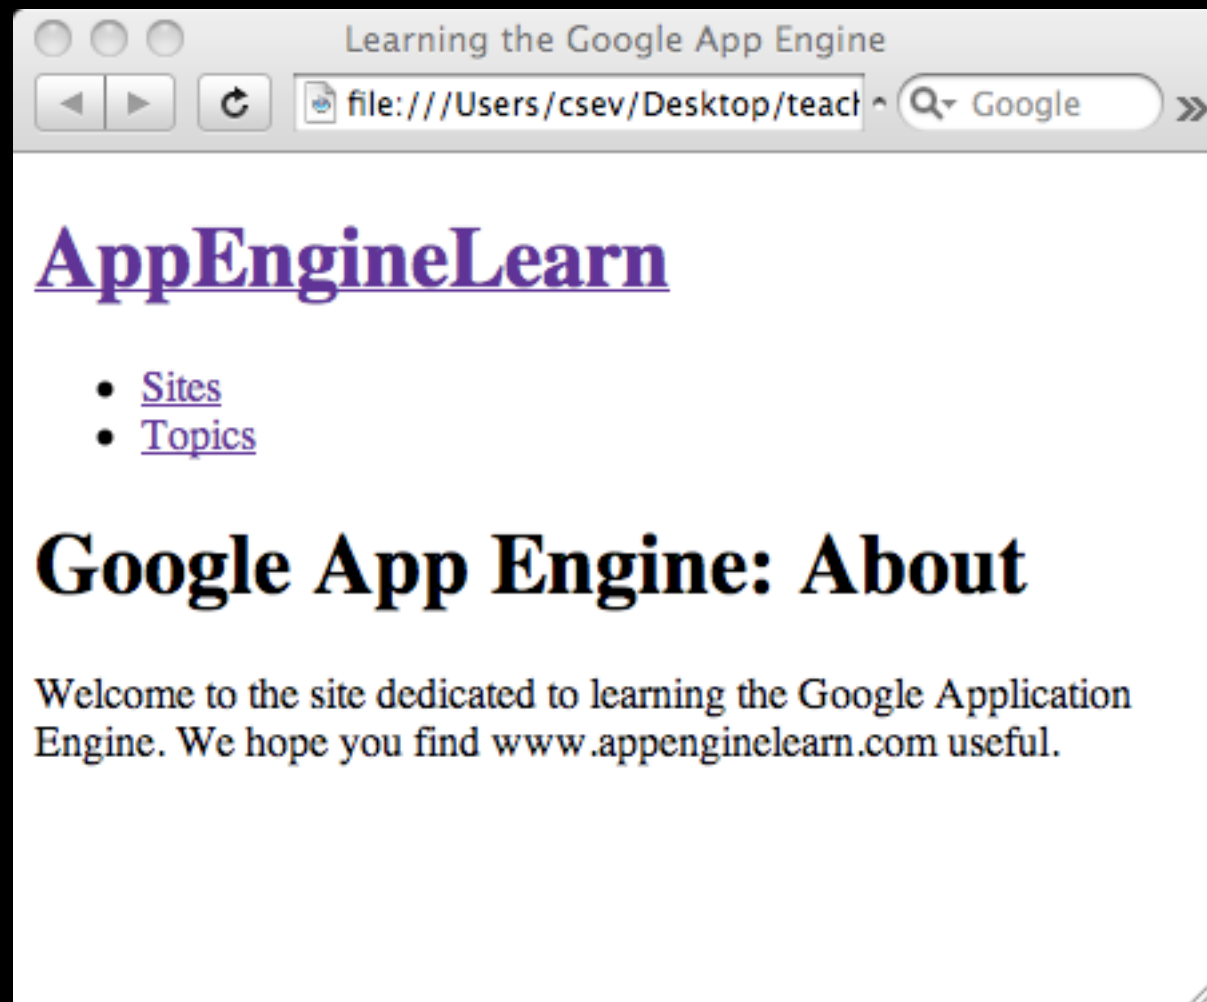 Learning the Google App Engine
file:///Users/csev/Desktop/teach
Google
AppEngineLearn
Sites
Topics
Google App Engine: About
Welcome to the site dedicated to learning the Google Application
Engine. We hope you find www.appenginelearn.com useful.